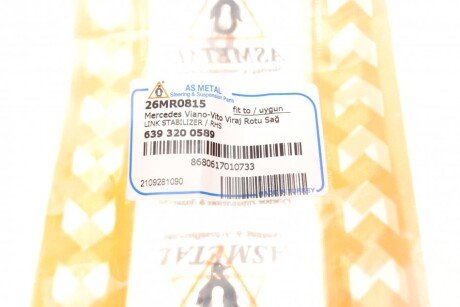 ASMETAL
AS METAL
Steering & Suspension Parts
26MR0815 fit to / uygun
Mercedes Viano-Vito Viraj Rotu Sağ
LINK STABILIZER / RHS
639 320 0589
8680617010733
2109281090
ASMETAL